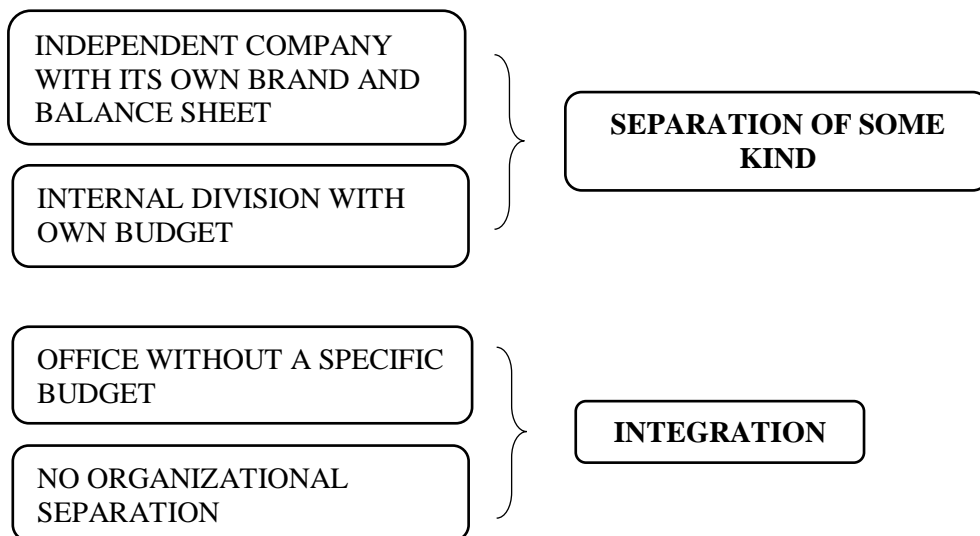 INDEPENDENT COMPANY
WITH ITS OWN BRAND AND
BALANCE SHEET
SEPARATION OF SOME
KIND
INTERNAL DIVISION WITH
OWN BUDGET
OFFICE WITHOUT A SPECIFIC
BUDGET
INTEGRATION
NO ORGANIZATIONAL
SEPARATION